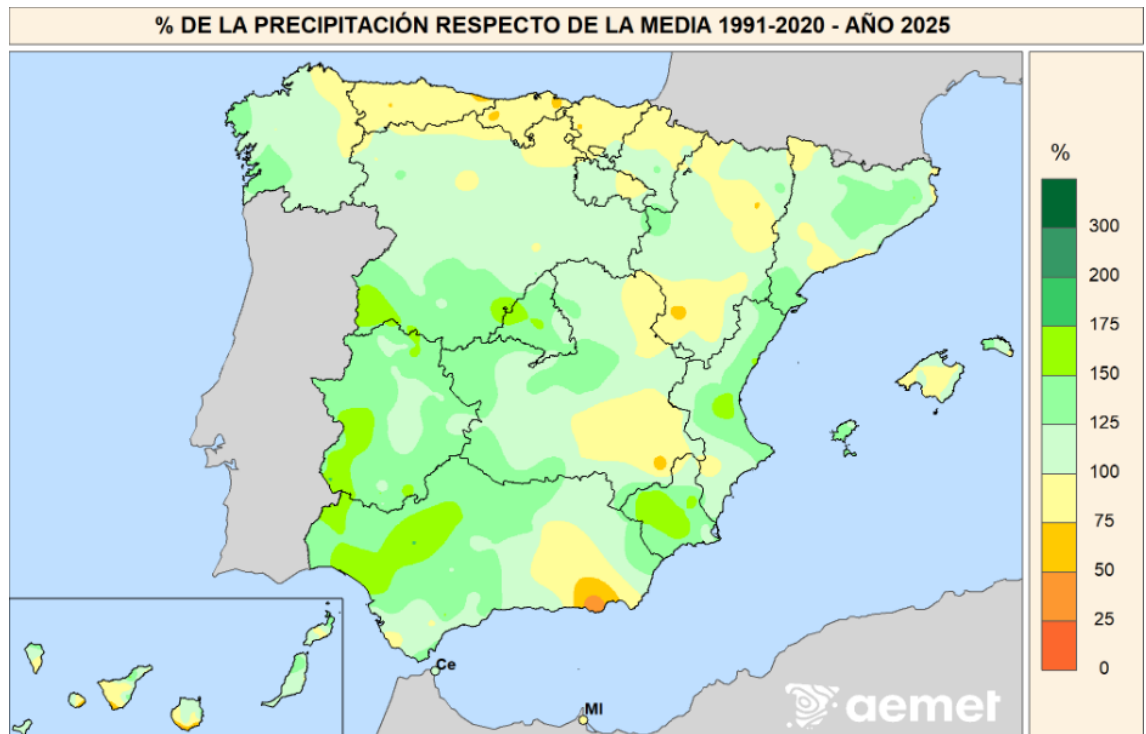 % DE LA PRECIPITACIÓN RESPECTO DE LA MEDIA 1991-2020 - AÑO 2025
%
300
200
175
150
125
100
75
50
25
0
Ce
Ml
aemet